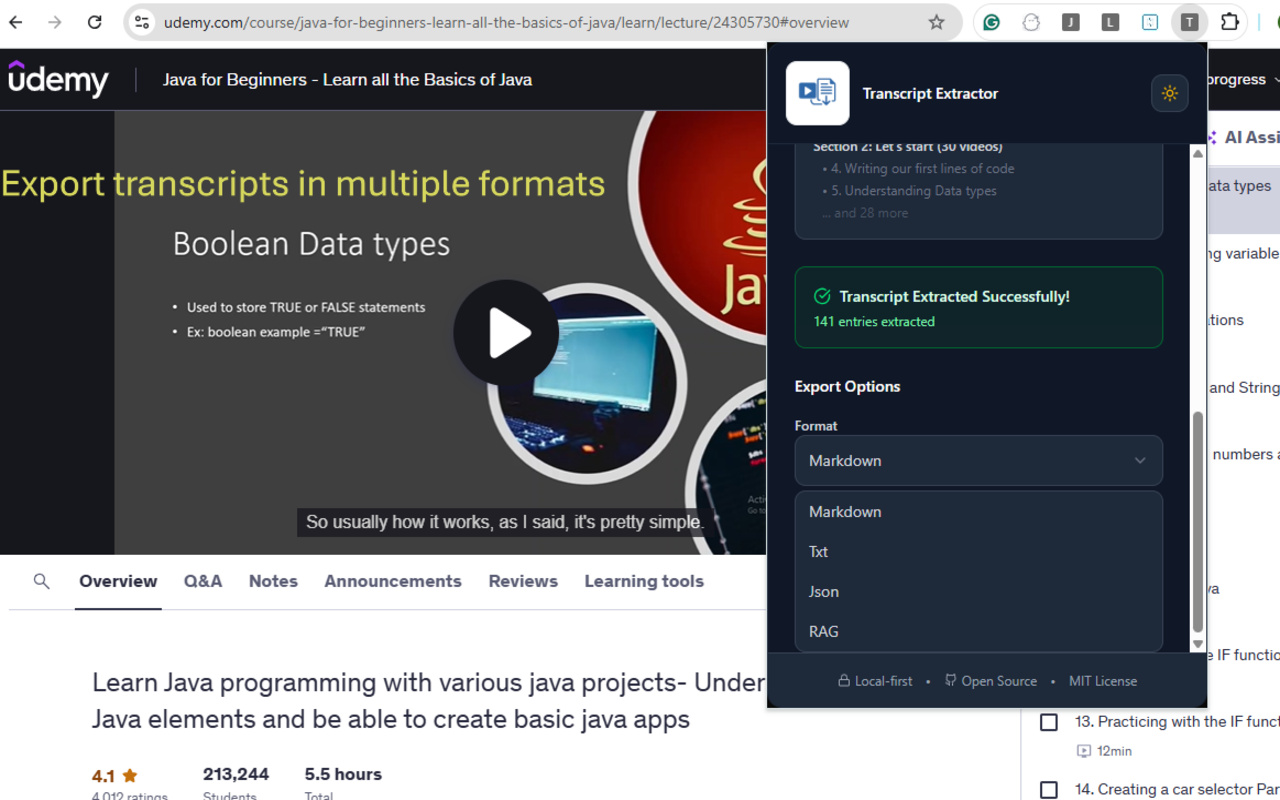 udemy.com/course/java-for-beginners-learn-all-the-basics-of-java/learn/lecture/24305730#overview
J
L
T
ûdemy
Java for Beginners - Learn all the Basics of Java
progress
Export transcripts in multiple formats
Boolean Data types
• Used to store TRUE or FALSE statements
• Ex: boolean example ="TRUE"
Java
So usually how it works, as I said, it's pretty simple.
Overview
Q&A
Notes
Announcements
Reviews
Learning tools
Learn Java programming with various java projects- Under
Java elements and be able to create basic java apps
4.1
213,244
5.5 hours
4,012 ratings
Students
Total
Transcript Extractor
Section 2: Let's start (30 videos)
• 4. Writing our first lines of code
• 5. Understanding Data types
... and 28 more
Transcript Extracted Successfully!
141 entries extracted
Export Options
Format
Markdown
Markdown
Txt
Json
RAG
Local-first • Open Source • MIT License
AI Assi
ata types
ng variable
and String
numbers a
e IF functio
13. Practicing with the IF funct
12min
14. Creating a car selector Par